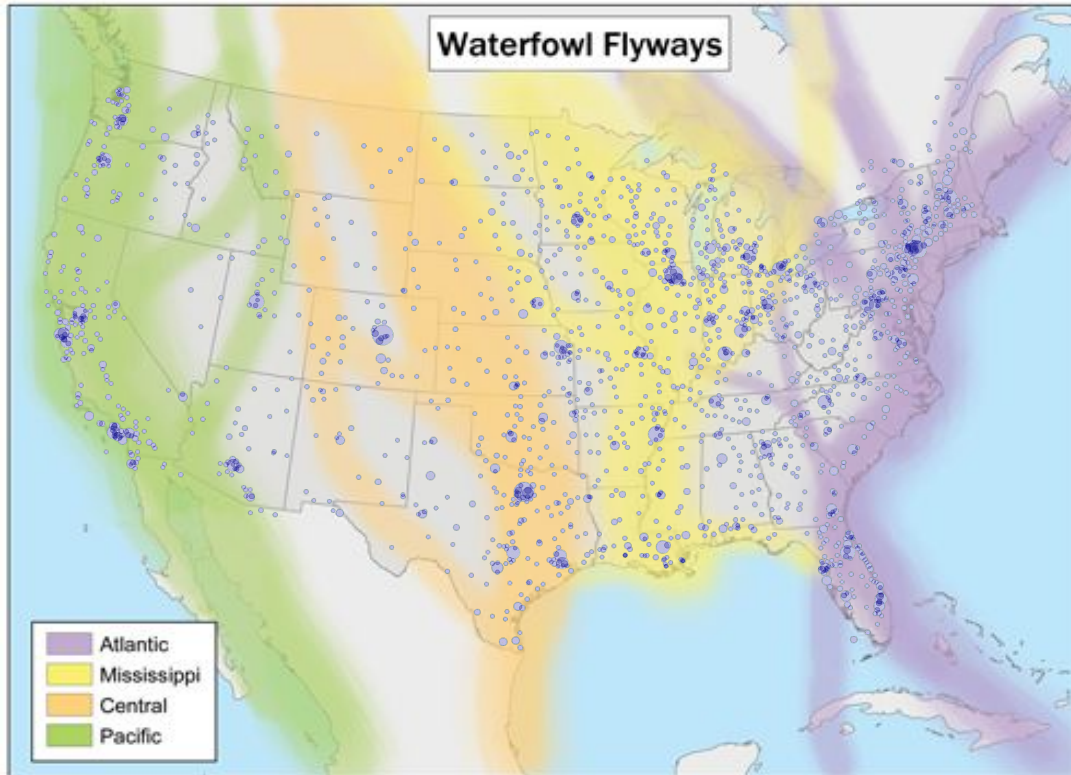 Waterfowl Flyways
Atlantic
Mississippi
Central
Pacific